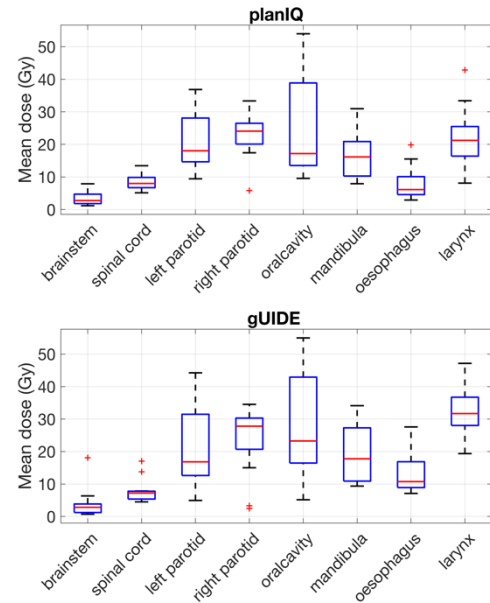 planIQ
Mean dose (Gy)
50
40
30
20
10
0
brainstem
spinal cord
left parotid
right parotid
oralcavity
mandibula
oesophagus
larynx
gUIDE
Mean dose (Gy)
50
40
30
20
10
0
brainstem
spinal cord
left parotid
right parotid
oralcavity
mandibula
oesophagus
larynx